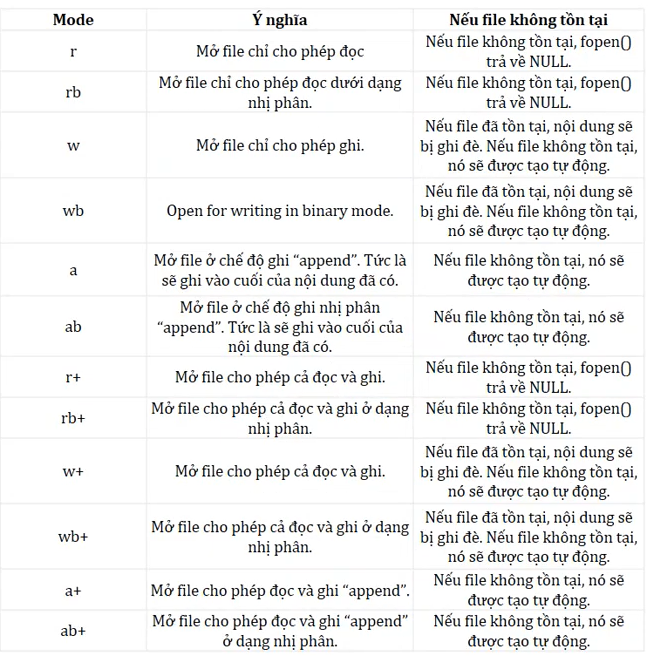 Mode Ý nghĩa Nếu file không tồn tại
r Mở file chỉ cho phép đọc Nếu file không tồn tại, fopen()
trả về NULL.
rb Mở file chỉ cho phép đọc dưới dạng
nhị phân. Nếu file không tồn tại, fopen()
trả về NULL.
w Mở file chỉ cho phép ghi. Nếu file đã tồn tại, nội dung sẽ
bị ghi đè. Nếu file không tồn tại,
nó sẽ được tạo tự động.
wb Open for writing in binary mode. Nếu file đã tồn tại, nội dung sẽ
bị ghi đè. Nếu file không tồn tại,
nó sẽ được tạo tự động.
a Mở file ở chế độ ghi “append”. Tức là
sẽ ghi vào cuối của nội dung đã có. Nếu file không tồn tại, nó sẽ
được tạo tự động.
ab Mở file ở chế độ ghi nhị phân
“append”. Tức là sẽ ghi vào cuối của
nội dung đã có. Nếu file không tồn tại, nó sẽ
được tạo tự động.
r+ Mở file cho phép cả đọc và ghi. Nếu file không tồn tại, fopen()
trả về NULL.
rb+ Mở file cho phép cả đọc và ghi ở dạng
nhị phân. Nếu file không tồn tại, fopen()
trả về NULL.
w+ Mở file cho phép cả đọc và ghi. Nếu file đã tồn tại, nội dung sẽ
bị ghi đè. Nếu file không tồn tại,
nó sẽ được tạo tự động.
wb+ Mở file cho phép cả đọc và ghi ở dạng
nhị phân. Nếu file đã tồn tại, nội dung sẽ
bị ghi đè. Nếu file không tồn tại,
nó sẽ được tạo tự động.
a+ Mở file cho phép đọc và ghi “append”. Nếu file không tồn tại, nó sẽ
được tạo tự động.
ab+ Mở file cho phép đọc và ghi “append”
ở dạng nhị phân. Nếu file không tồn tại, nó sẽ
được tạo tự động.